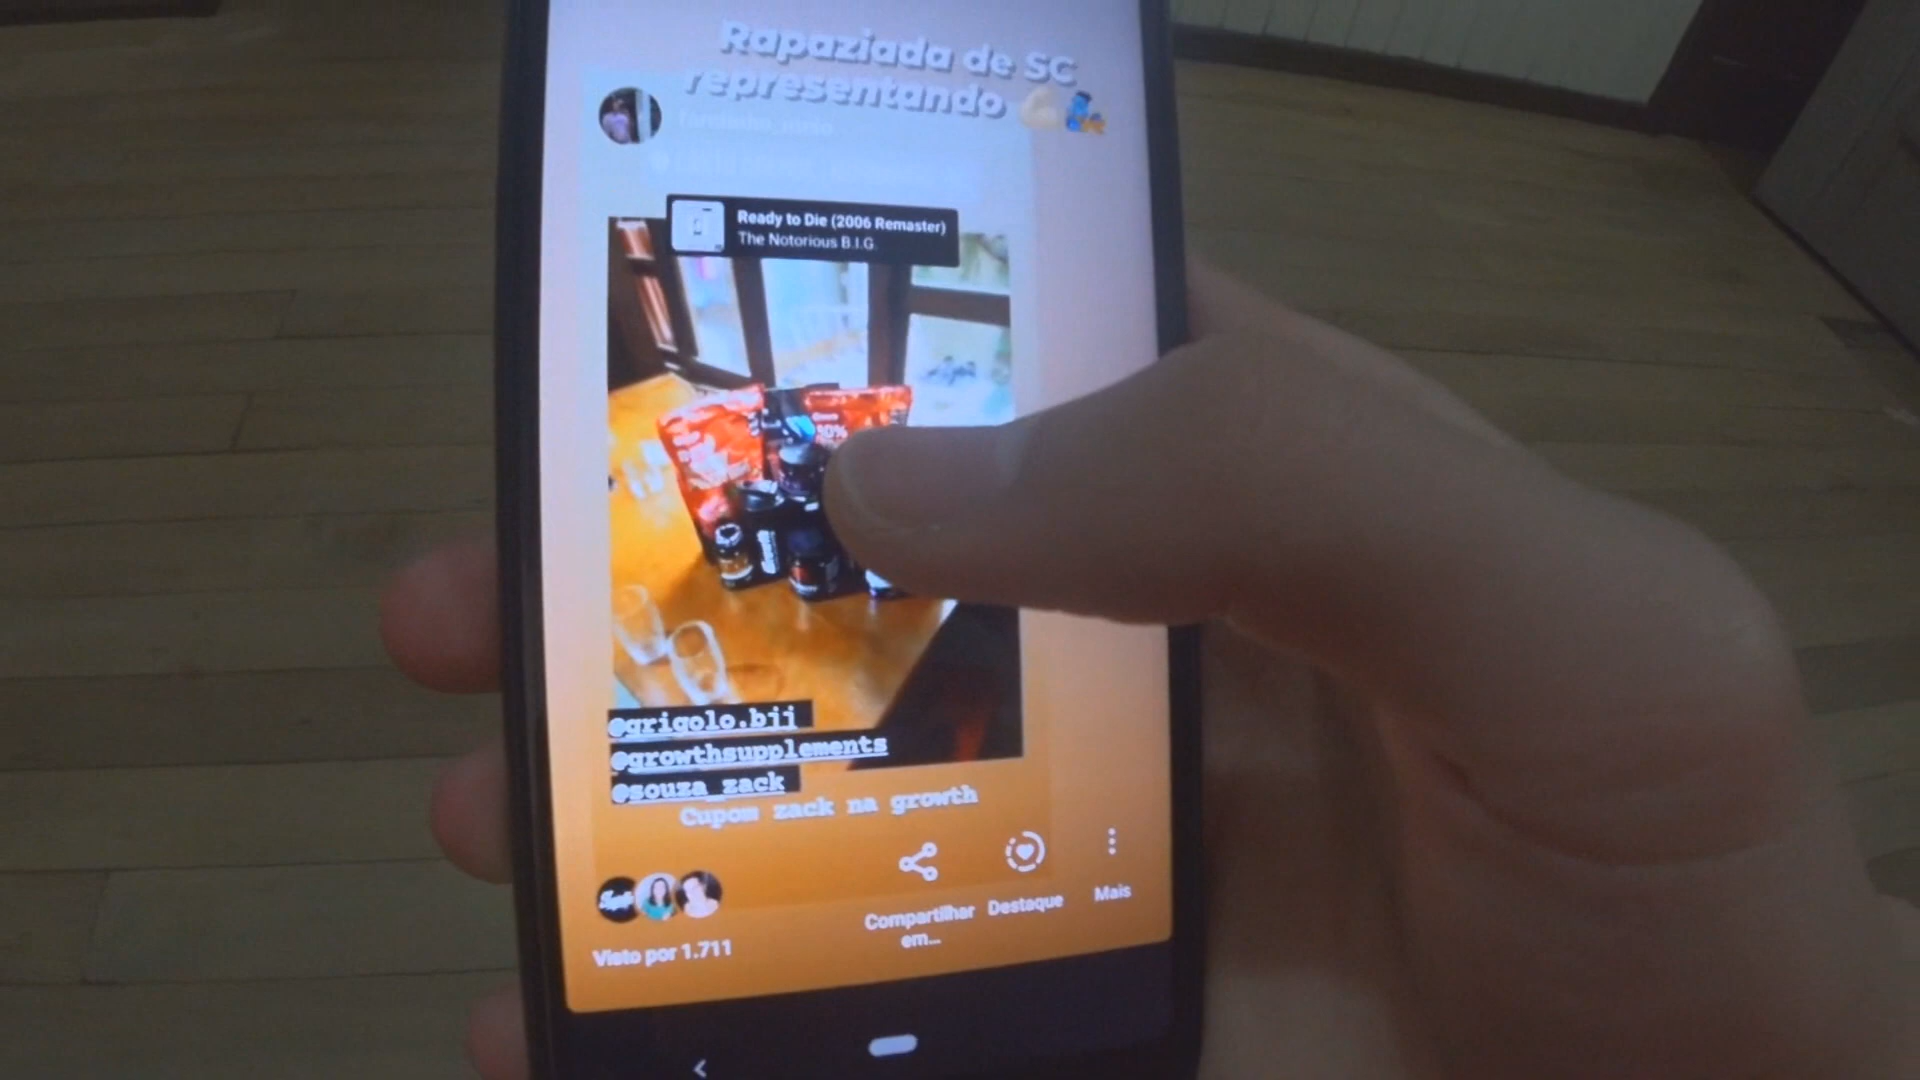 Rapaziada de SC
representando
Ready to Die (2006 Remaster)
The Notorious B.I.G.
@grigolo.bjj
@growthsupplements
@souza_zack
Cupom zack na growth
Compartilhar
em...
Destaque
Mais
Visto por 1.711